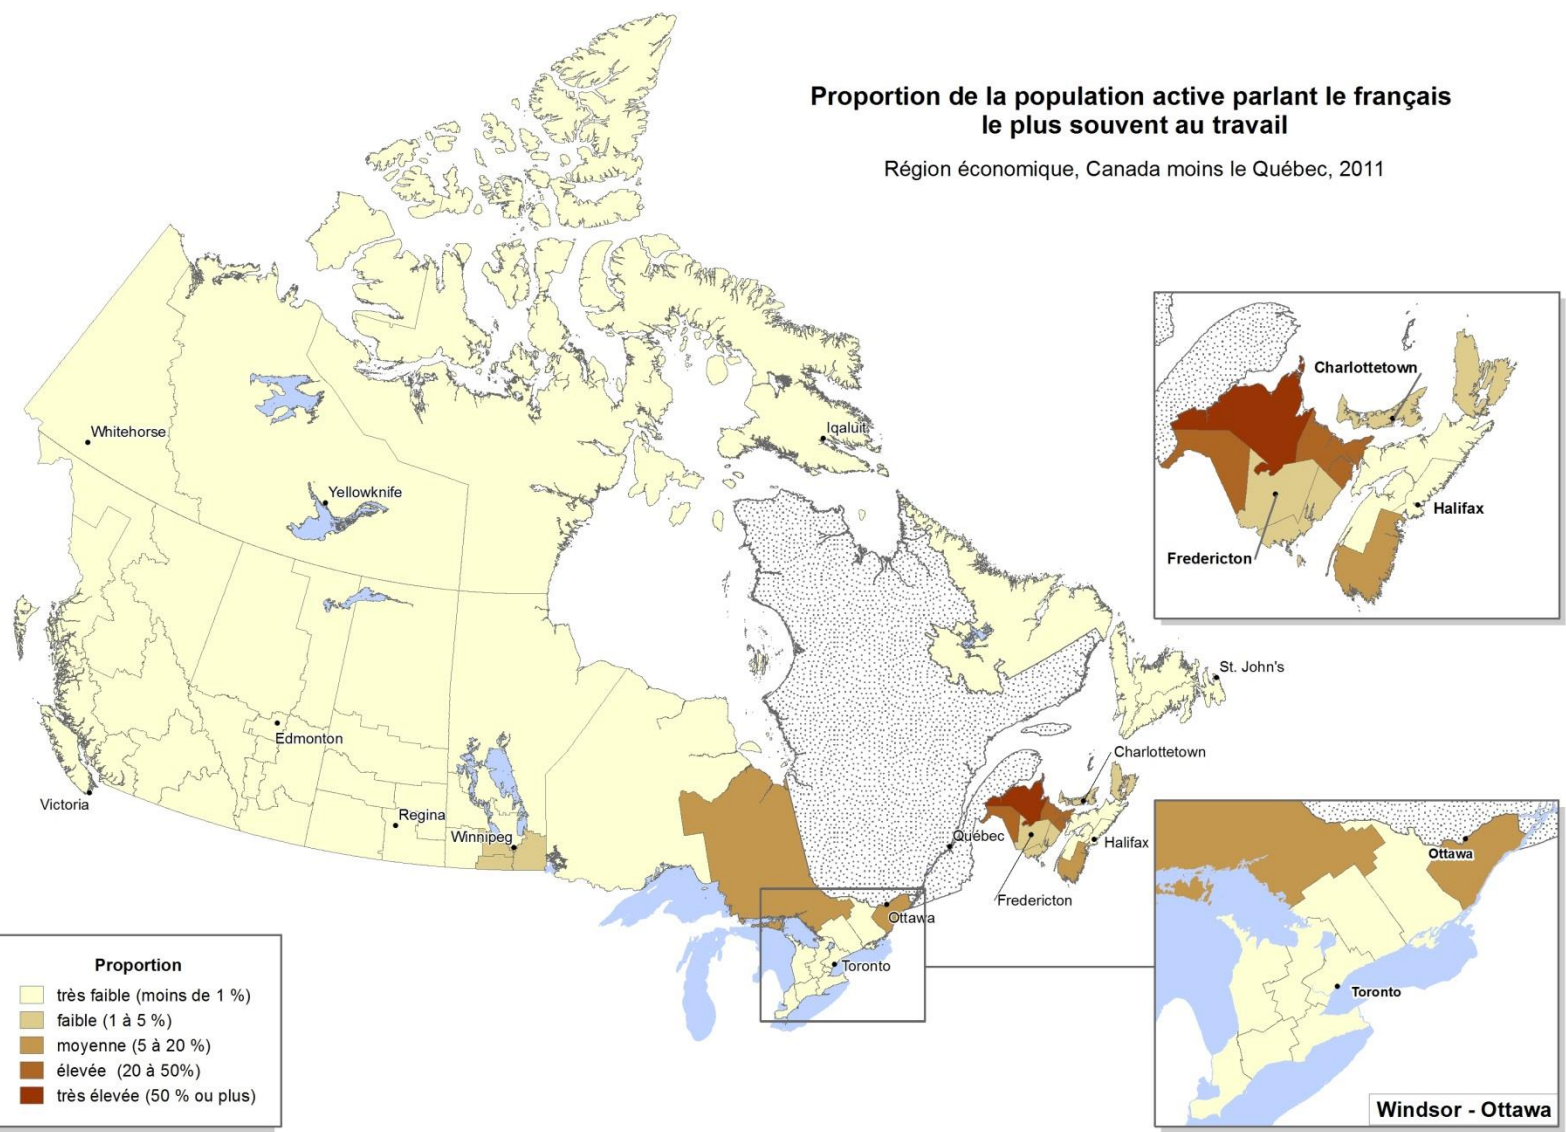 Proportion de la population active parlant le français
le plus souvent au travail
Région économique, Canada moins le Québec, 2011
Whitehorse
Yellowknife
Iqaluit
Edmonton
Victoria
Regina
Winnipeg
St. John's
Charlottetown
Québec
Halifax
Fredericton
Ottawa
Toronto
Charlottetown
Halifax
Fredericton
Ottawa
Toronto
Windsor - Ottawa
Proportion
très faible (moins de 1 %)
faible (1 à 5 %)
moyenne (5 à 20 %)
élevée (20 à 50%)
très élevée (50 % ou plus)